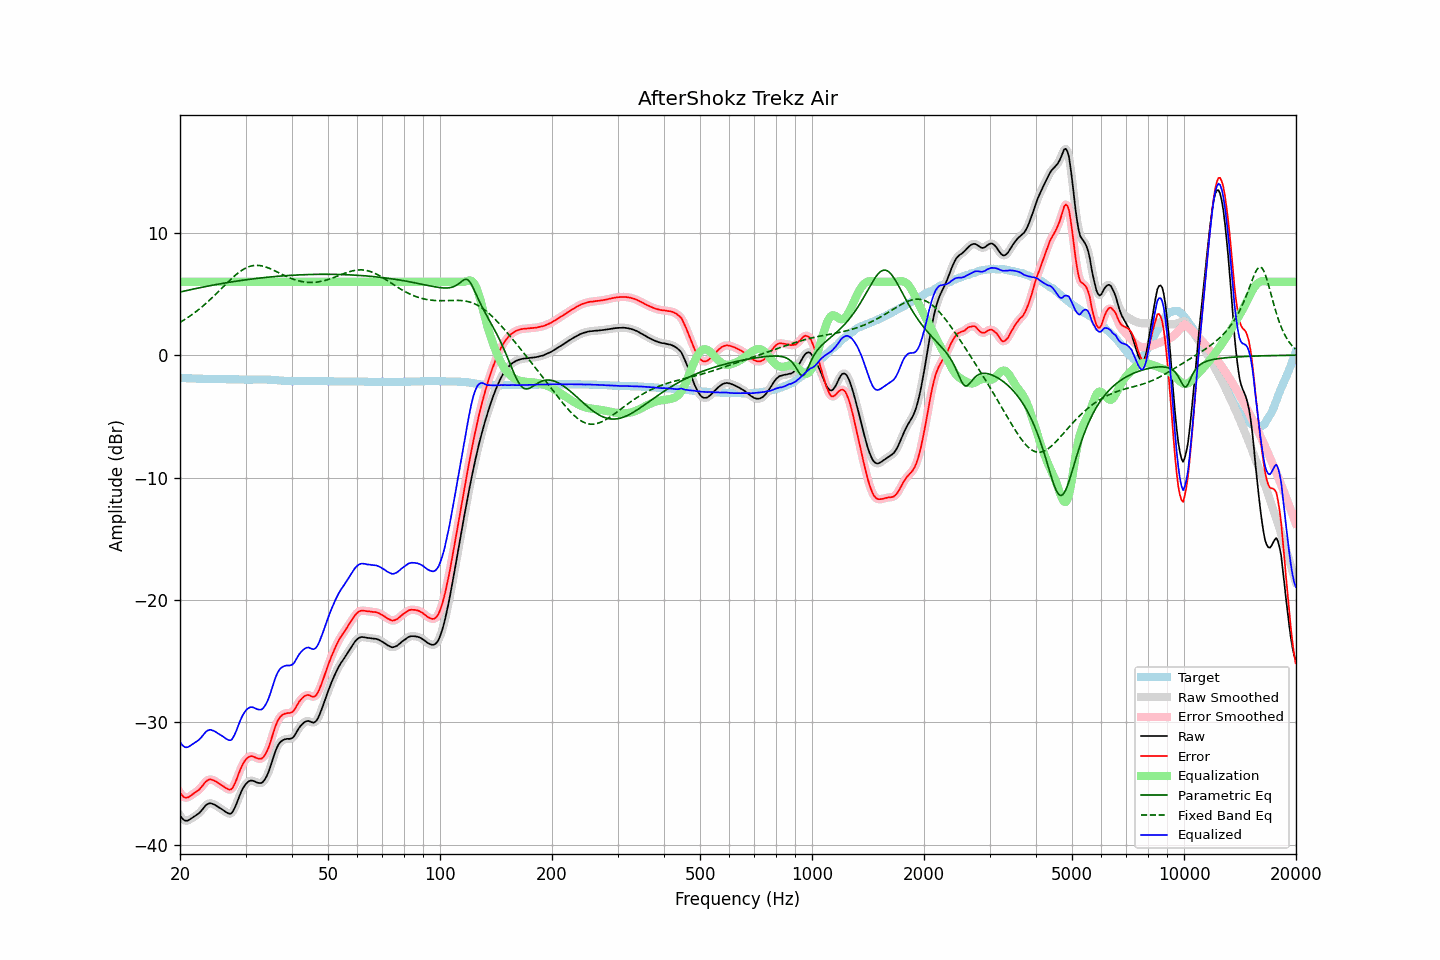 AfterShokz Trekz Air
Amplitude (dBr)
10
0
−10
−20
−30
−40
20
50
100
200
500
1000
2000
5000
10000
20000
Frequency (Hz)
Target
Raw Smoothed
Error Smoothed
Raw
Error
Equalization
Parametric Eq
Fixed Band Eq
Equalized